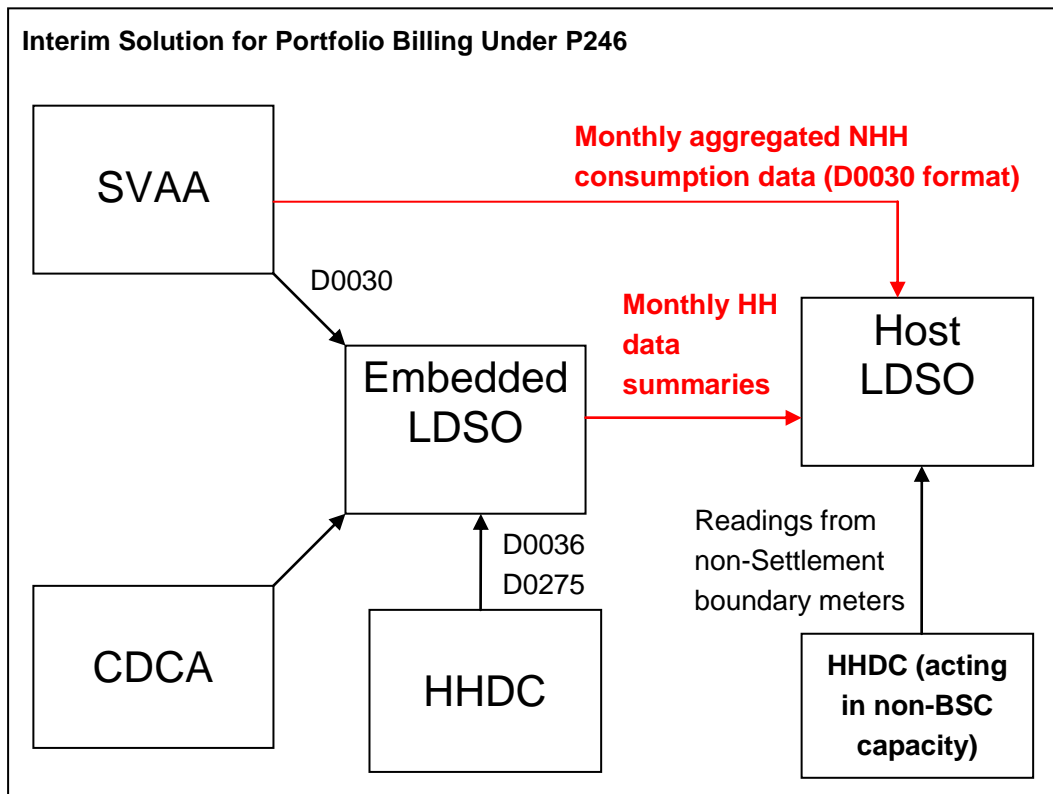 Interim Solution for Portfolio Billing Under P246
SVAA
Monthly aggregated NHH
consumption data (D0030 format)
D0030
Monthly HH
data
summaries
Embedded
LDSO
Host
LDSO
D0036
D0275
Readings from
non-Settlement
boundary meters
CDCA
HHDC
HHDC (acting
in non-BSC
capacity)